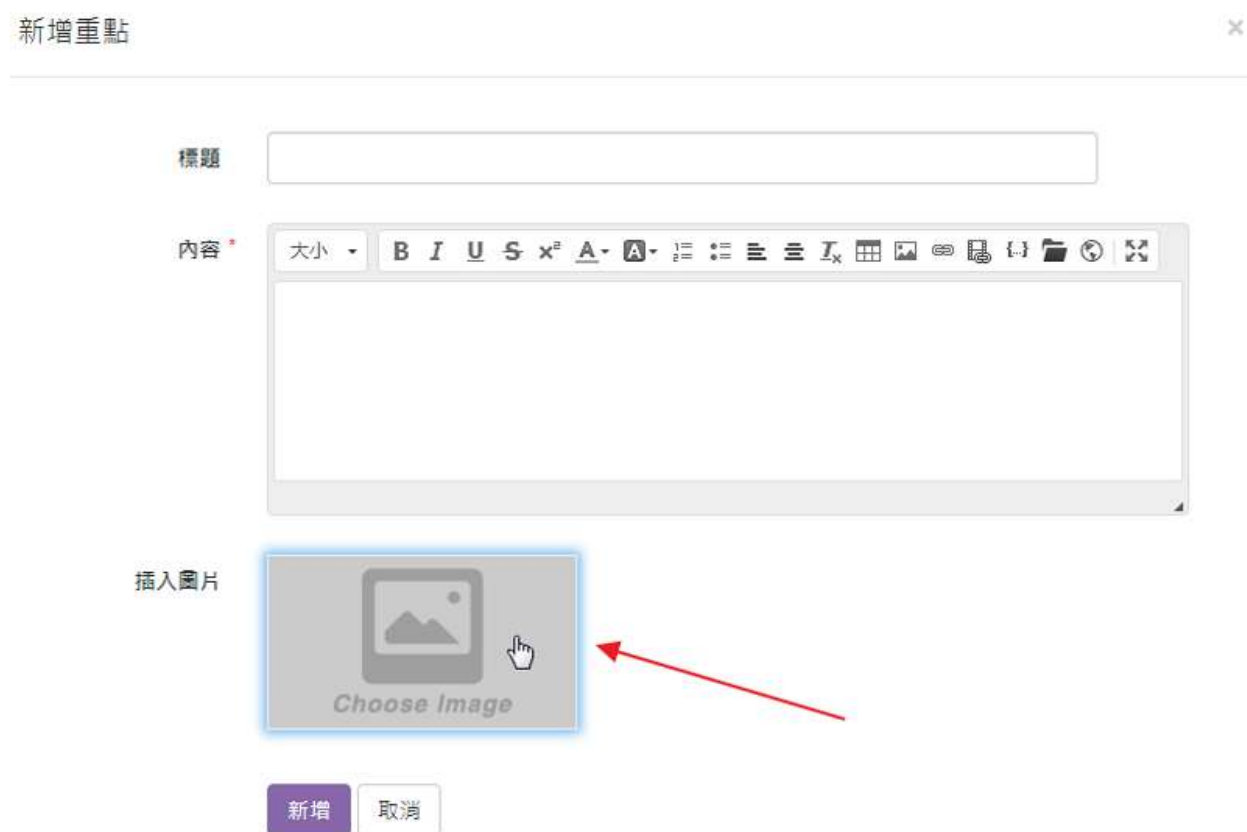 新增重點 ×
標題
內容 *
大小 B I U S x² A A Tx {...}
插入圖片
Choose Image
新增 取消